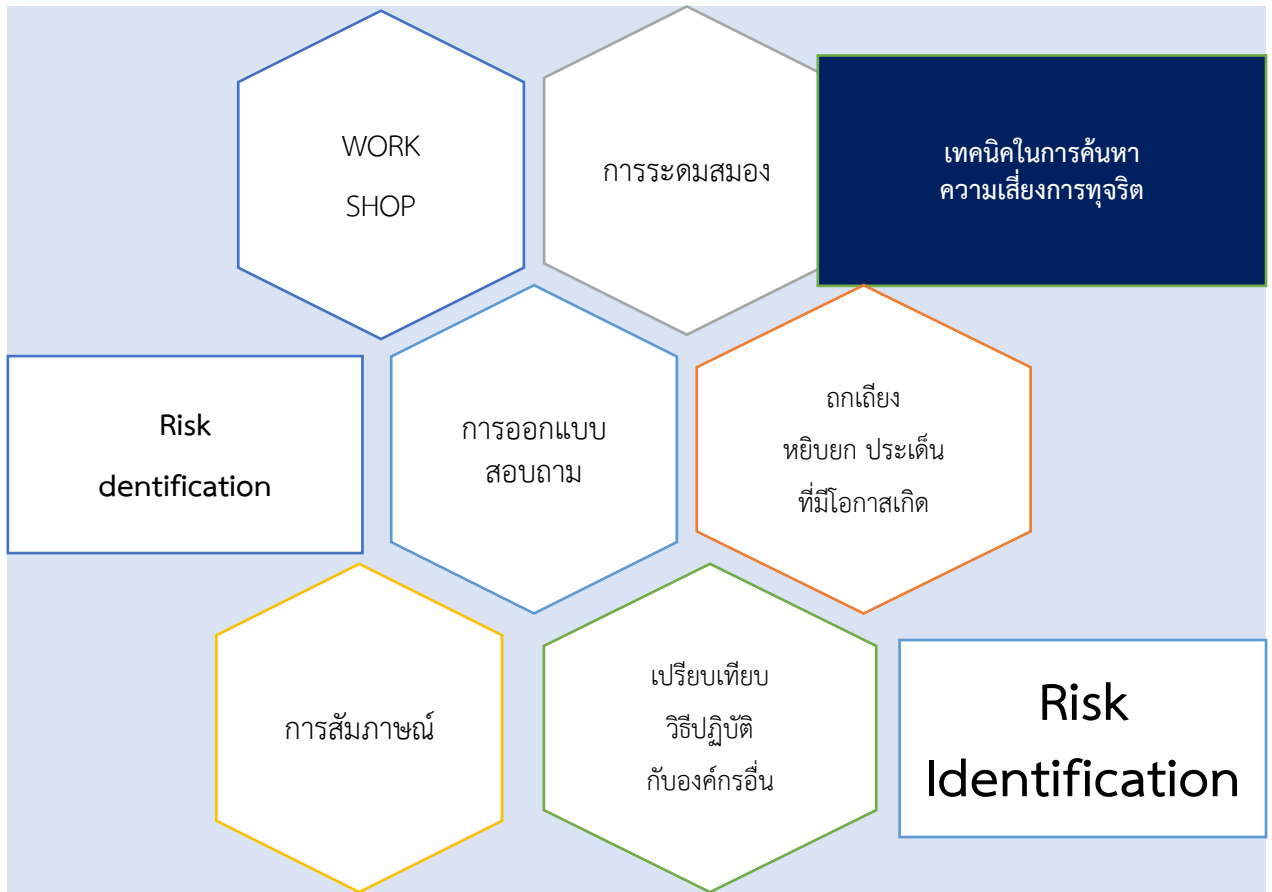 WORK
SHOP
การระดมสมอง
เทคนิคในการค้นหา
ความเสี่ยงการทุจริต
Risk
dentification
การออกแบบ
สอบถาม
ถกเถียง
หยิบยก ประเด็น
ที่มีโอกาสเกิด
การสัมภาษณ์
เปรียบเทียบ
วิธีปฏิบัติ
กับองค์กรอื่น
Risk
Identification